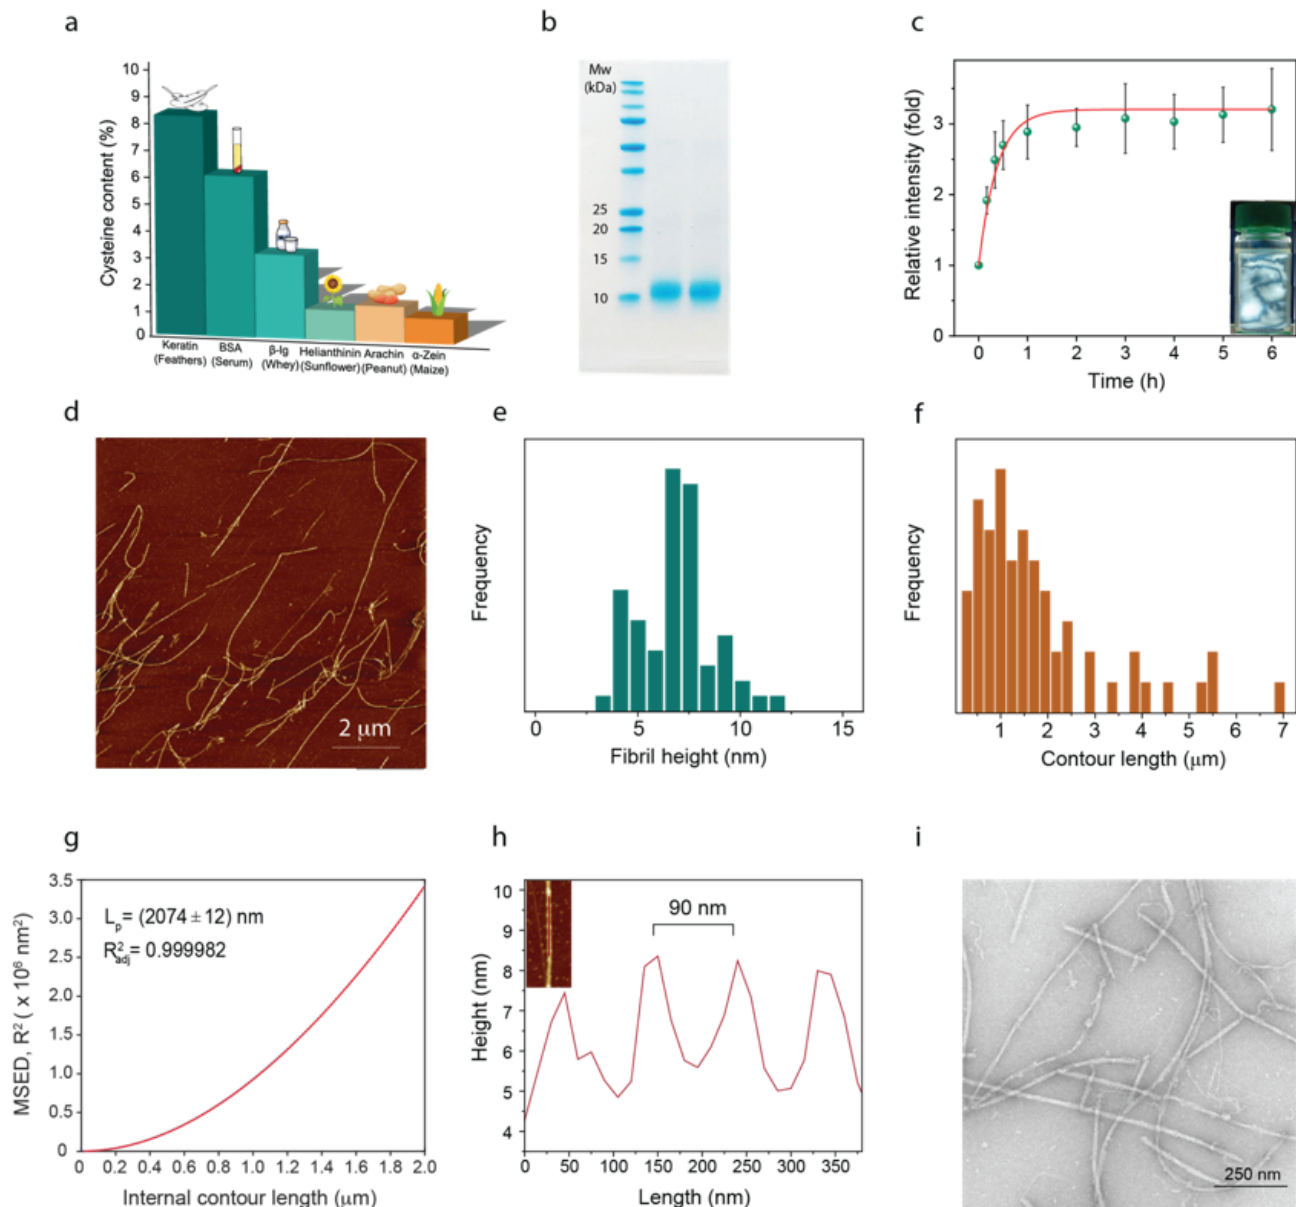 a
Cysteine content (%)
10
9
8
7
6
5
4
3
2
1
0
Keratin
(Feathers)
BSA
(Serum)
β-lg
(Whey)
Helianthinin
(Sunflower)
Arachin
(Peanut)
α-Zein
(Maize)
b
Mw
(kDa)
25
20
15
10
c
Relative intensity (fold)
3
2
1
0
0 1 2 3 4 5 6
Time (h)
d
2 μm
e
Frequency
0 5 10 15
Fibril height (nm)
f
Frequency
1 2 3 4 5 6 7
Contour length (μm)
g
MSED, R² ( x 10⁶ nm²)
3.5
3.0
2.5
2.0
1.5
1.0
0.5
0
Lₚ= (2074 ± 12) nm
R²adj= 0.999982
0 0.2 0.4 0.6 0.8 1.0 1.2 1.4 1.6 1.8 2.0
Internal contour length (μm)
h
Height (nm)
10
9
8
7
6
5
4
90 nm
0 50 100 150 200 250 300 350
Length (nm)
i
250 nm